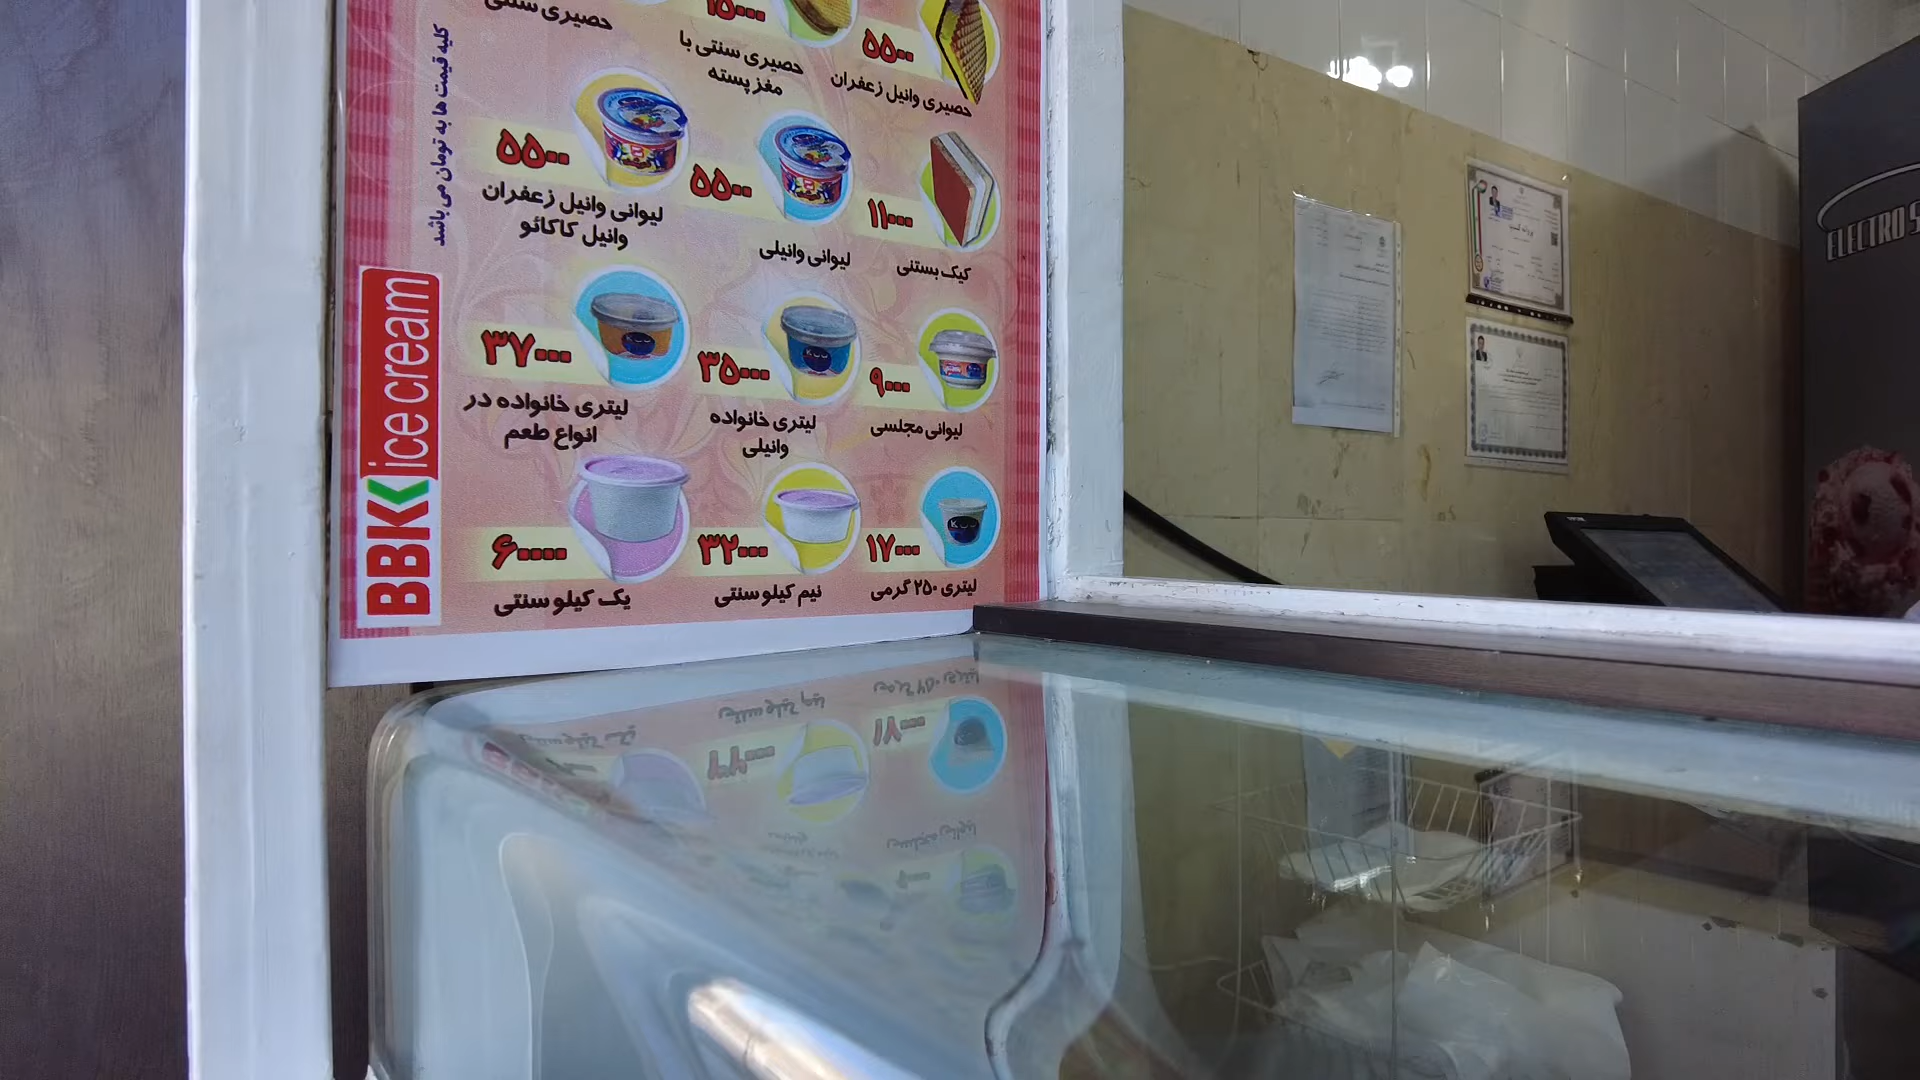 حصیری سنتی
۱۵۰۰۰
حصیری سنتی با
مغز پسته
۵۵۰۰
حصیری وانیل زعفران
کلیه قیمت ها به تومان می باشد
۵۵۰۰
لیوانی وانیل زعفران
وانیل کاکائو
۵۵۰۰
لیوانی وانیلی
۱۱۰۰۰
کیک بستنی
۳۷۰۰۰
لیتری خانواده در
انواع طعم
۳۵۰۰۰
لیتری خانواده
وانیلی
۹۰۰۰
لیوانی مجلسی
۶۰۰۰۰
یک کیلو سنتی
۳۲۰۰۰
نیم کیلو سنتی
۱۷۰۰۰
لیتری ۲۵۰ گرمی
BBK ice cream
پروانه کسب
ELECTRO S